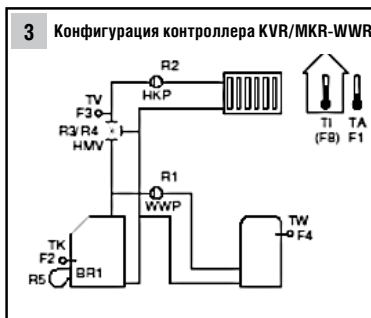 3 Конфигурация контроллера KVR/MKR-WWR
R2
HKP
TV
F3
R3/R4
HMV
TI TA
(F8) F1
R1
WWP
TW
F4
TK
F2
R5
BR1